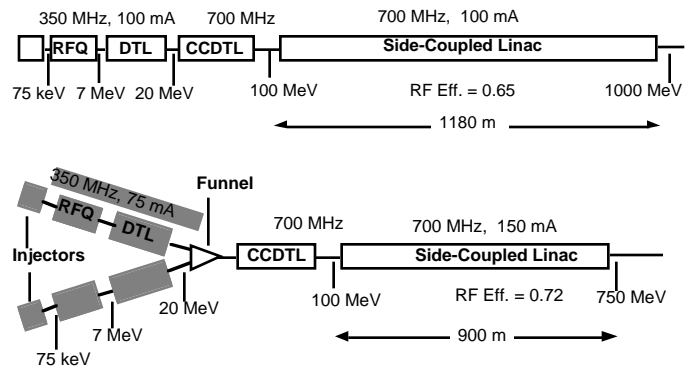 350 MHz, 100 mA 700 MHz 700 MHz, 100 mA
RFQ DTL CCDTL Side-Coupled Linac
75 keV 7 MeV 20 MeV 100 MeV RF Eff. = 0.65 1000 MeV
1180 m
350 MHz, 75 mA Funnel
RFQ DTL 700 MHz 700 MHz, 150 mA
Injectors CCDTL Side-Coupled Linac
20 MeV 100 MeV RF Eff. = 0.72 750 MeV
7 MeV
75 keV 900 m